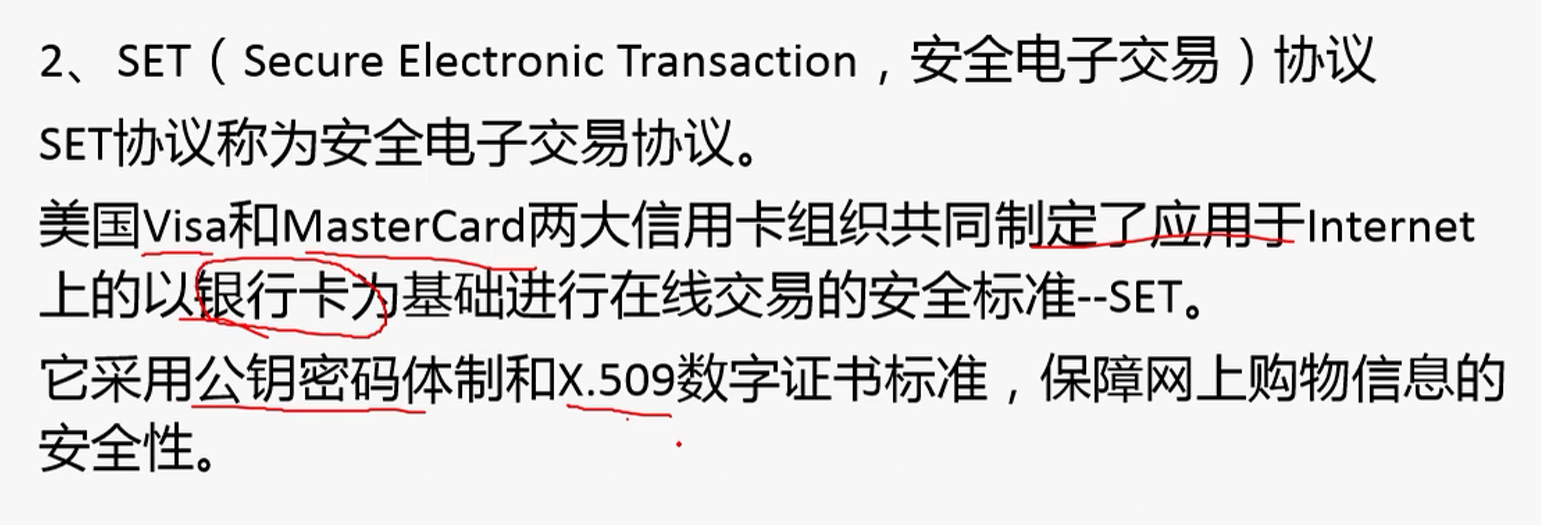 2、SET（Secure Electronic Transaction，安全电子交易）协议
SET协议称为安全电子交易协议。
美国Visa和MasterCard两大信用卡组织共同制定了应用于Internet
上的以银行卡为基础进行在线交易的安全标准--SET。
它采用公钥密码体制和X.509数字证书标准，保障网上购物信息的
安全性。